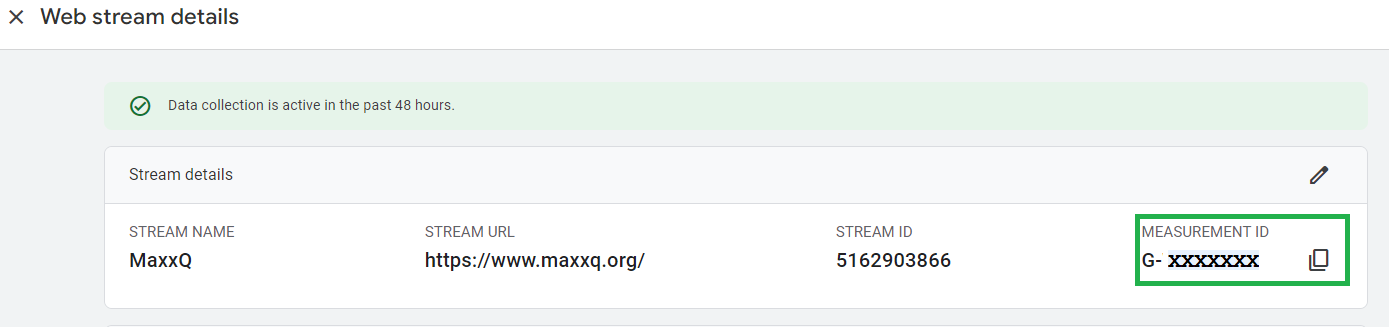 Web stream details
Data collection is active in the past 48 hours.
Stream details
STREAM NAME STREAM URL STREAM ID MEASUREMENT ID
MaxxQ https://www.maxxq.org/ 5162903866 G- xxxxxxx